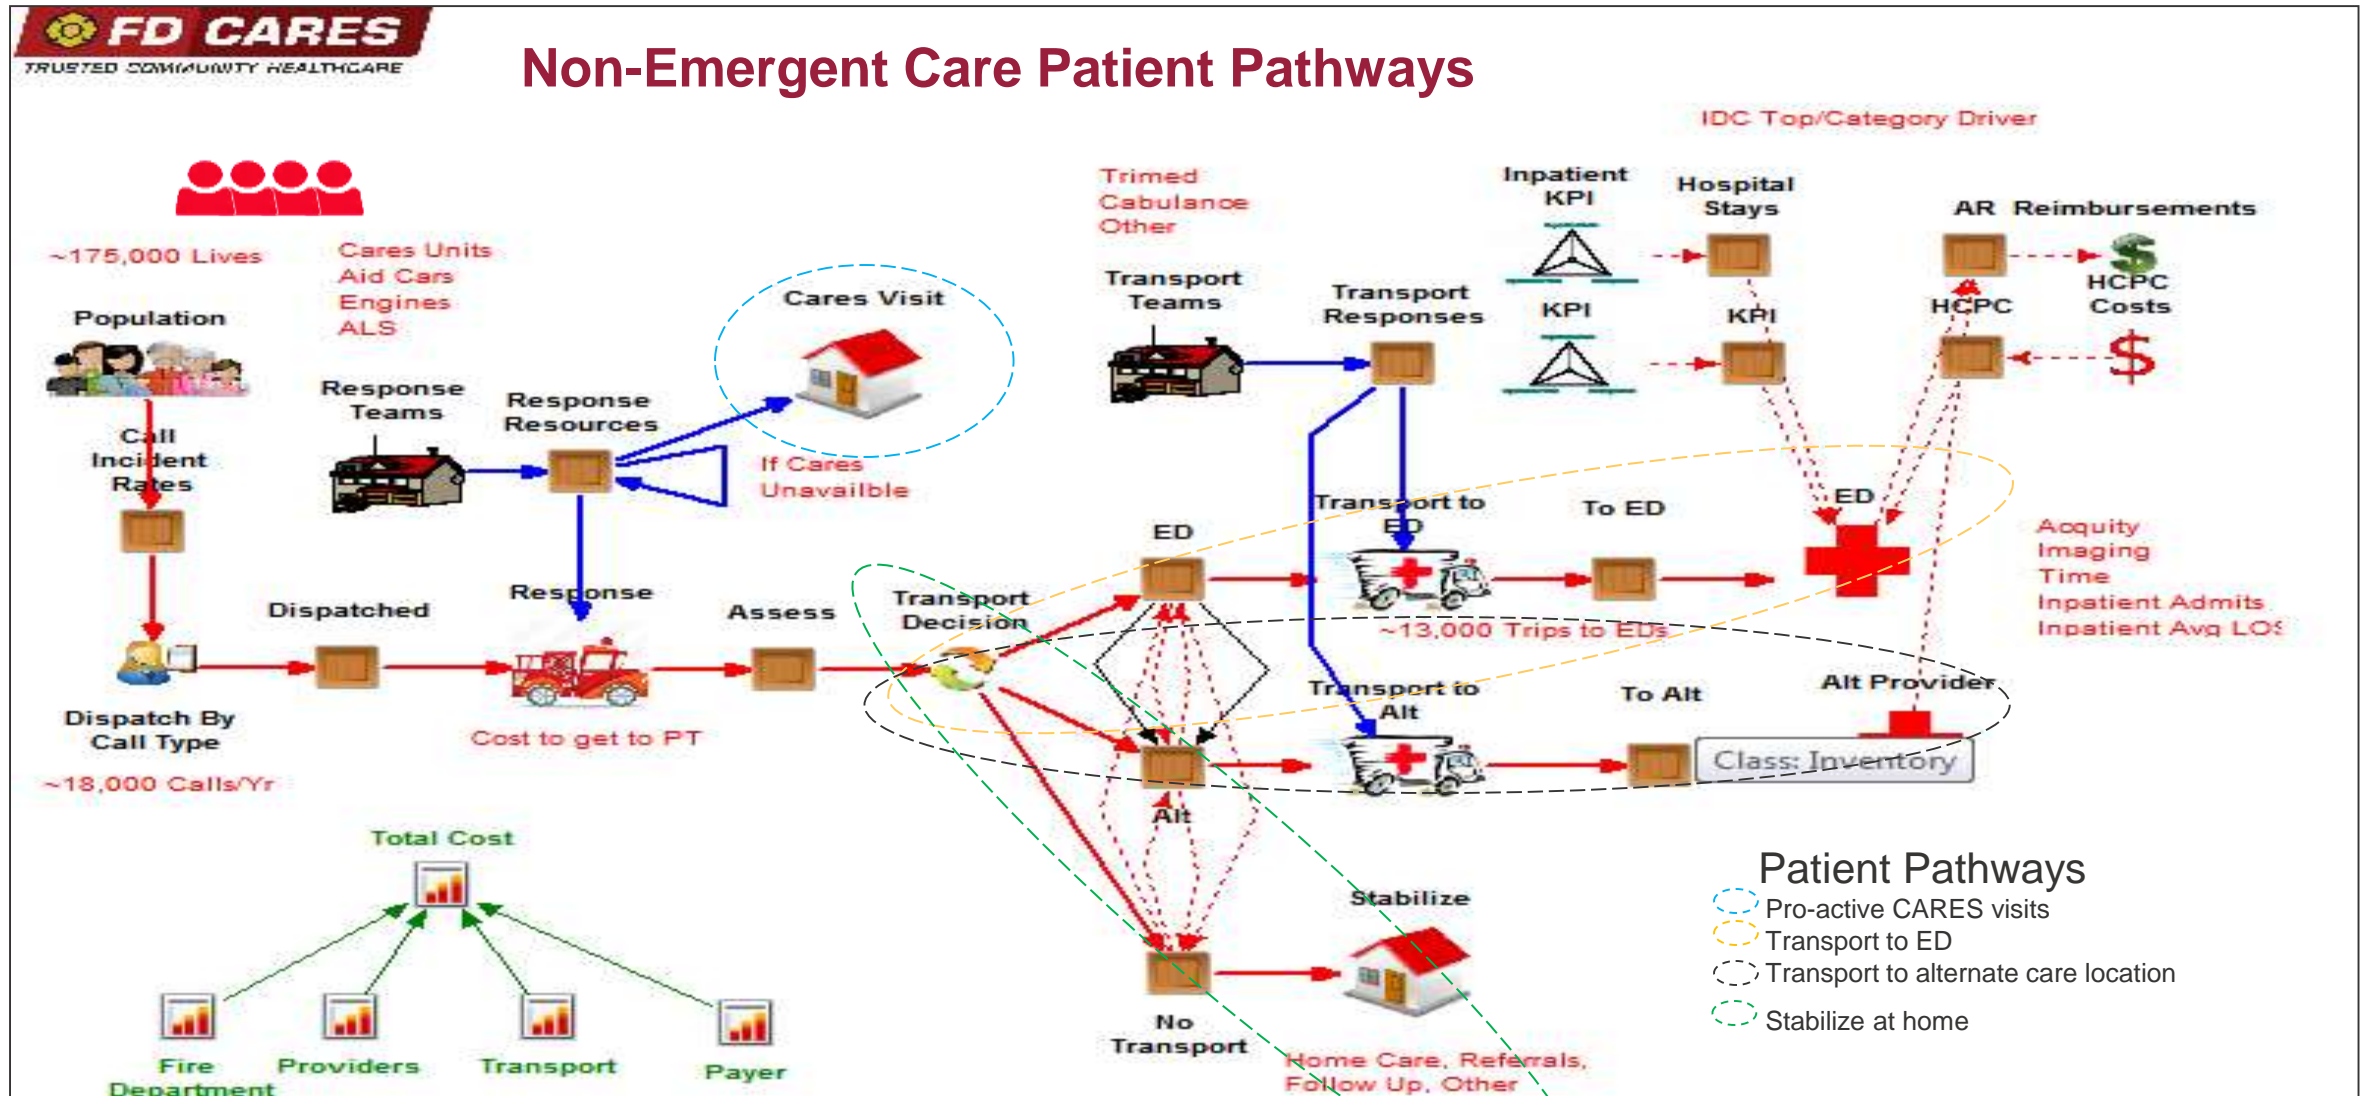 FD CARES
TRUSTED COMMUNITY HEALTHCARE
Non-Emergent Care Patient Pathways
IDC Top/Category Driver
~175,000 Lives
Cares Units
Aid Cars
Engines
ALS
Population
Call
Incident
Rates
Response
Teams
Response
Resources
Cares Visit
If Cares
Unavailble
Trimed
Cabulance
Other
Transport
Teams
Transport
Responses
Inpatient
KPI
Hospital
Stays
KPI
KPI
AR Reimbursements
HCPC
HCPC
Costs
Dispatch By
Call Type
~18,000 Calls/Yr
Dispatched
Response
Cost to get to PT
Assess
Transport
Decision
ED
Transport to
ED
To ED
ED
~13,000 Trips to EDs
Acquity
Imaging
Time
Inpatient Admits
Inpatient Avg LOS
Alt
Transport to
Alt
To Alt
Alt Provider
Class: Inventory
No
Transport
Stabilize
Home Care, Referrals,
Follow Up, Other
Total Cost
Fire
Department
Providers
Transport
Payer
Patient Pathways
Pro-active CARES visits
Transport to ED
Transport to alternate care location
Stabilize at home